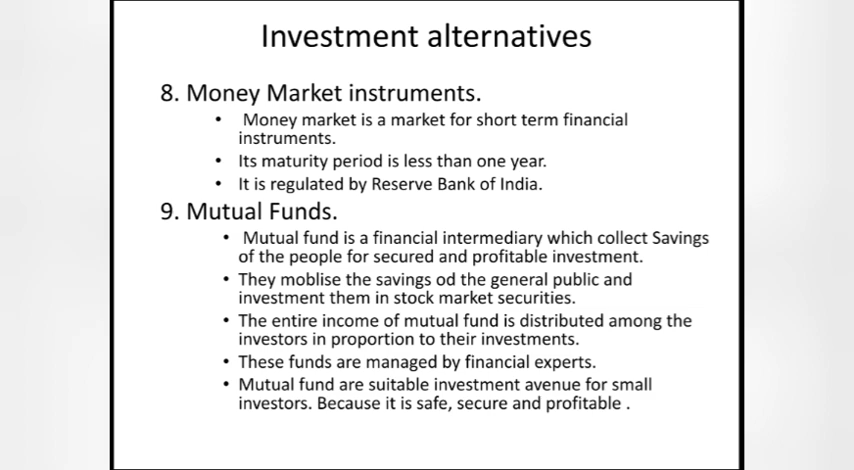 Investment alternatives
8. Money Market instruments.
• Money market is a market for short term financial
instruments.
• Its maturity period is less than one year.
• It is regulated by Reserve Bank of India.
9. Mutual Funds.
• Mutual fund is a financial intermediary which collect Savings
of the people for secured and profitable investment.
• They moblise the savings od the general public and
investment them in stock market securities.
• The entire income of mutual fund is distributed among the
investors in proportion to their investments.
• These funds are managed by financial experts.
• Mutual fund are suitable investment avenue for small
investors. Because it is safe, secure and profitable .